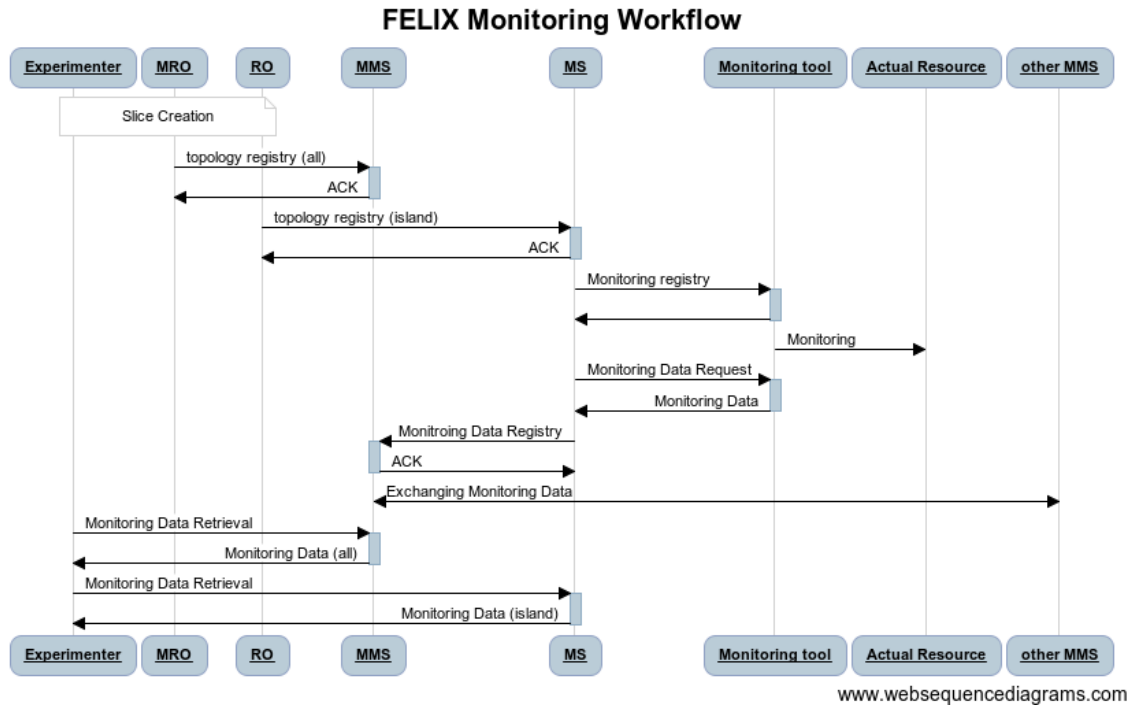 FELIX Monitoring Workflow
Experimenter MRO RO MMS MS Monitoring tool Actual Resource other MMS
Slice Creation
topology registry (all)
ACK
topology registry (island)
ACK
Monitoring registry
Monitoring
Monitoring Data Request
Monitoring Data
Monitroing Data Registry
ACK
Exchanging Monitoring Data
Monitoring Data Retrieval
Monitoring Data (all)
Monitoring Data Retrieval
Monitoring Data (island)
Experimenter MRO RO MMS MS Monitoring tool Actual Resource other MMS
www.websequencediagrams.com